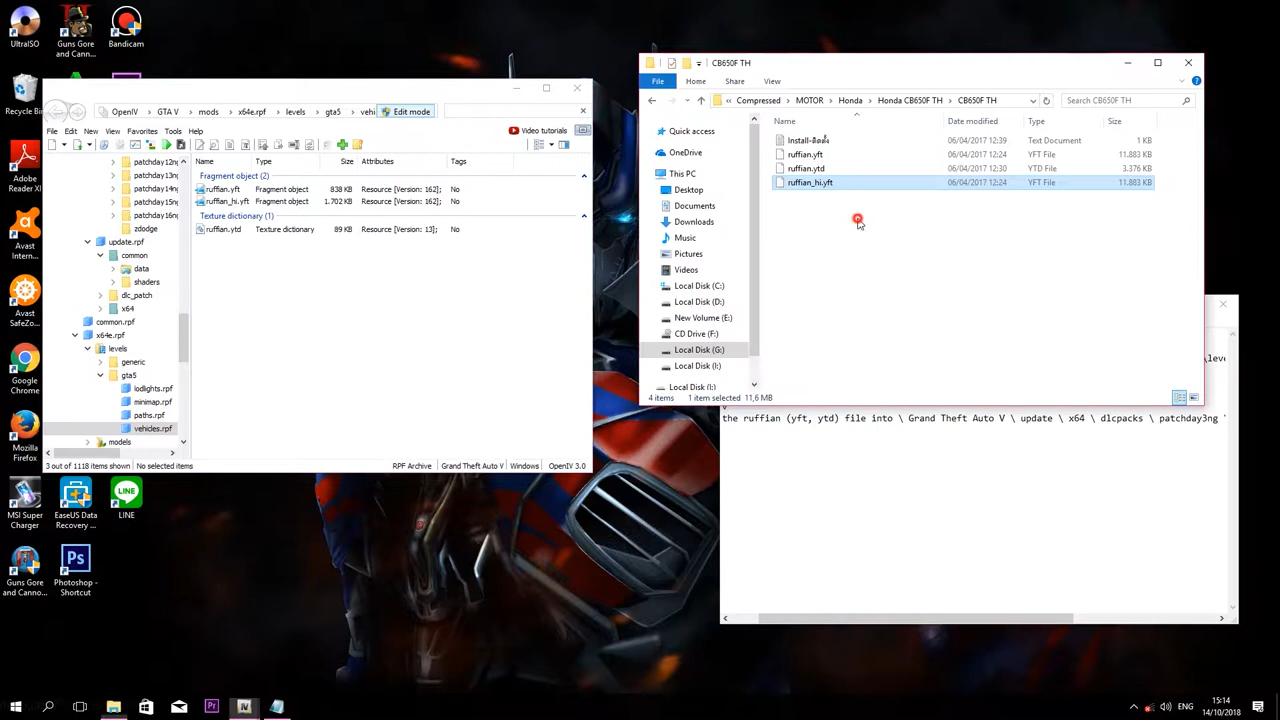 UltraISO
Guns Gore and Canno...
Bandicam
Recycle Bin
Adobe Reader XI
Avast Intern...
Avast SafeZo...
Google Chrome
Mozilla Firefox
MSI Super Charger
EaseUS Data Recovery ...
LINE
Guns Gore and Canno...
Photoshop - Shortcut
OpenIV ▸ GTA V ▸ mods ▸ x64e.rpf ▸ levels ▸ gta5 ▸ vehi Edit mode
File Edit View Favorites Tools Help Video tutorials
patchday12ng
patchday14ng
patchday15ng
patchday16ng
zdodge
update.rpf
common
data
shaders
dlc_patch
x64
common.rpf
x64e.rpf
levels
generic
gta5
lodlights.rpf
minimap.rpf
paths.rpf
vehicles.rpf
models
Name Type Size Attributes Tags
Fragment object (2)
ruffian.yft Fragment object 838 KB Resource [Version: 162]; No
ruffian_hi.yft Fragment object 1.702 KB Resource [Version: 162]; No
Texture dictionary (1)
ruffian.ytd Texture dictionary 89 KB Resource [Version: 13]; No
3 out of 1118 items shown No selected items RPF Archive Grand Theft Auto V Windows OpenIV 3.0
CB650F TH
File Home Share View
« Compressed › MOTOR › Honda › Honda CB650F TH › CB650F TH Search CB650F TH
Quick access
OneDrive
This PC
Desktop
Documents
Downloads
Music
Pictures
Videos
Local Disk (C:)
Local Disk (D:)
New Volume (E:)
CD Drive (F:)
Local Disk (G:)
Local Disk (I:)
Local Disk (I:)
Name Date modified Type Size
Install-ติดตั้ง 06/04/2017 12:39 Text Document 1 KB
ruffian.yft 06/04/2017 12:24 YFT File 11.883 KB
ruffian.ytd 06/04/2017 12:30 YTD File 3.376 KB
ruffian_hi.yft 06/04/2017 12:24 YFT File 11.883 KB
4 items 1 item selected 11,6 MB
\leve
the ruffian (yft, ytd) file into \ Grand Theft Auto V \ update \ x64 \ dlcpacks \ patchday3ng
ENG
15:14
14/10/2018